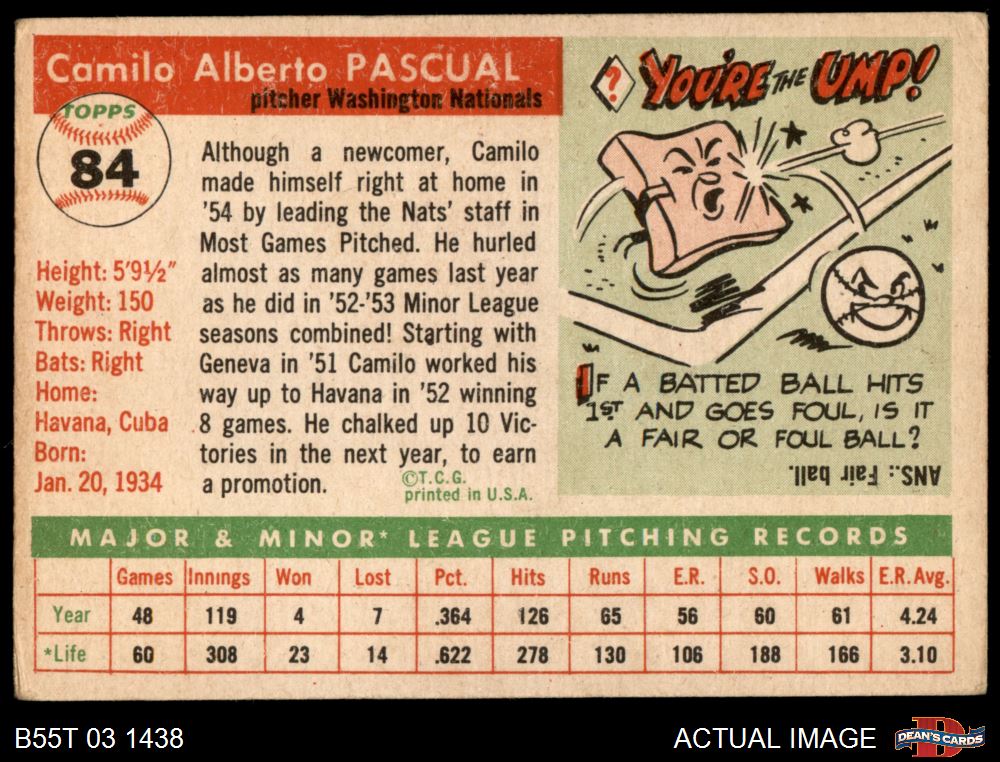 Camilo Alberto PASCUAL
pitcher Washington Nationals
TOPPS
84
Height: 5'9½"
Weight: 150
Throws: Right
Bats: Right
Home:
Havana, Cuba
Born:
Jan. 20, 1934
Although a newcomer, Camilo
made himself right at home in
'54 by leading the Nats' staff in
Most Games Pitched. He hurled
almost as many games last year
as he did in '52-'53 Minor League
seasons combined! Starting with
Geneva in '51 Camilo worked his
way up to Havana in '52 winning
8 games. He chalked up 10 Vic-
tories in the next year, to earn
a promotion.
©T.C.G.
printed in U.S.A.
? YOU'RE THE UMP!
IF A BATTED BALL HITS
1ST AND GOES FOUL, IS IT
A FAIR OR FOUL BALL?
ANS.: Fair ball.
MAJOR & MINOR* LEAGUE PITCHING RECORDS
Games Innings Won Lost Pct. Hits Runs E.R. S.O. Walks E.R. Avg.
Year 48 119 4 7 .364 126 65 56 60 61 4.24
*Life 60 308 23 14 .622 278 130 106 188 166 3.10
B55T 03 1438 ACTUAL IMAGE D DEAN'S CARDS